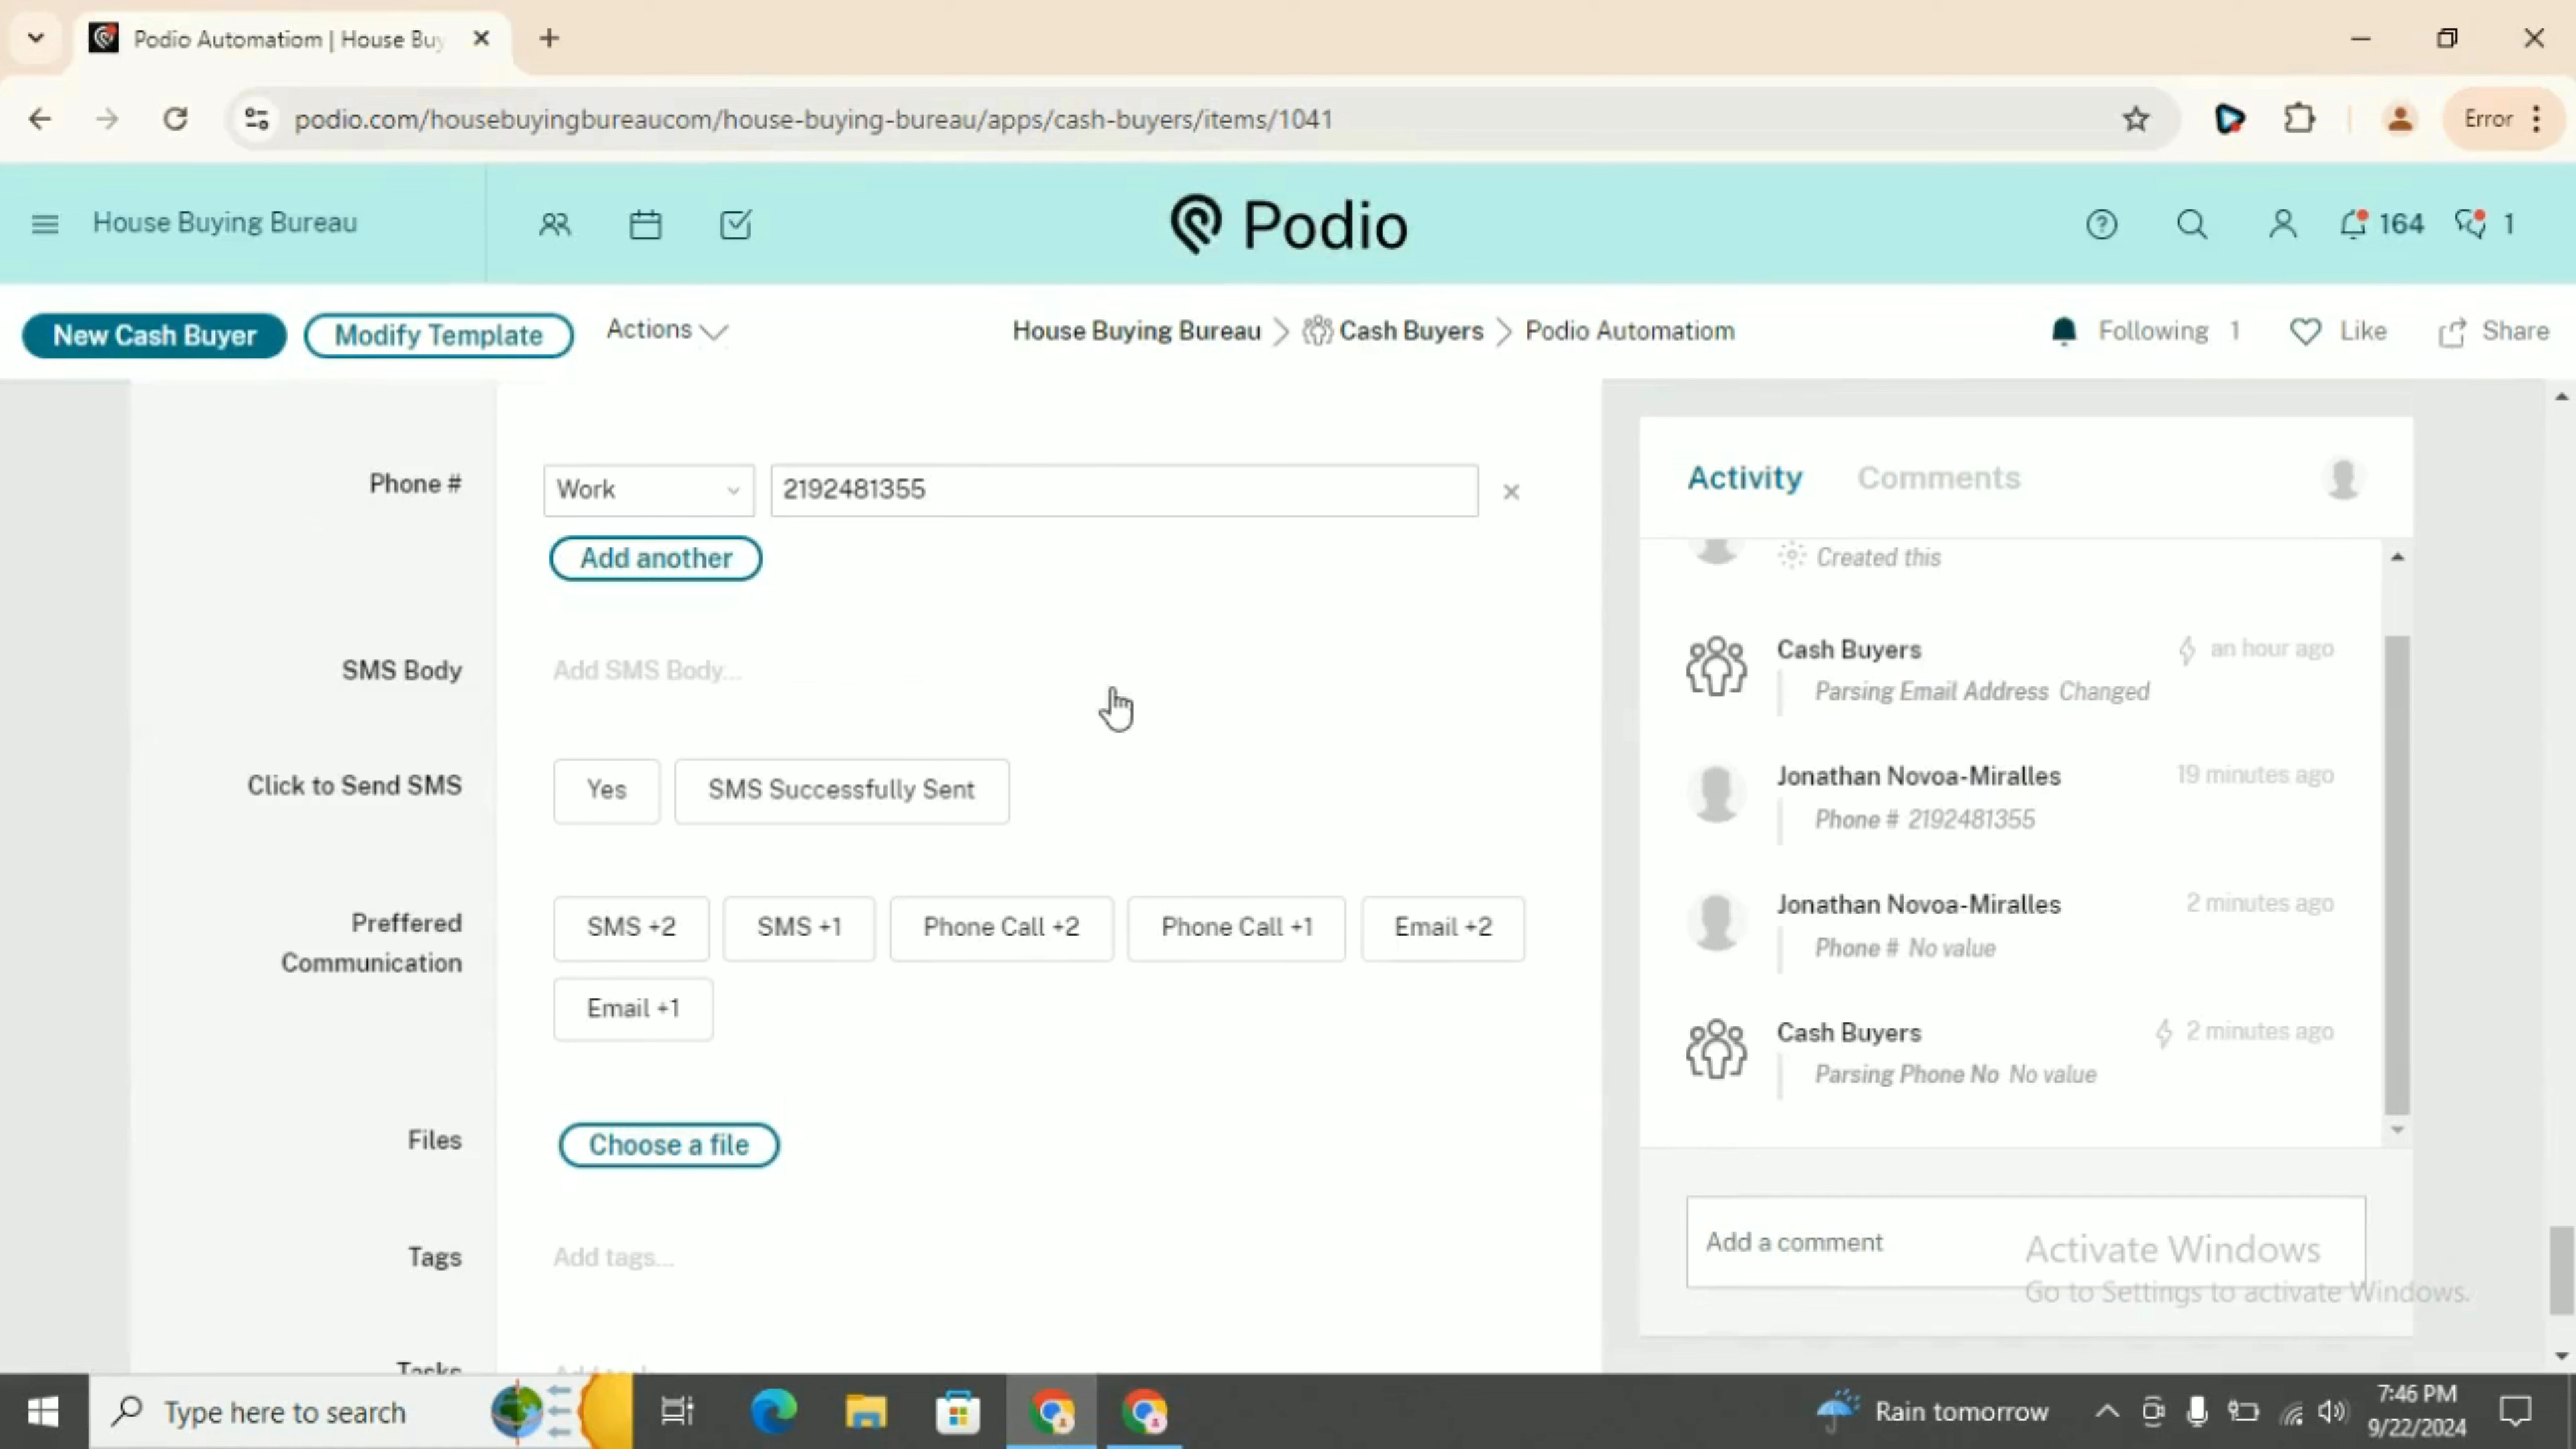 Podio Automatiom | House Buy
podio.com/housebuyingbureaucom/house-buying-bureau/apps/cash-buyers/items/1041
Error
House Buying Bureau
Podio
164
1
New Cash Buyer
Modify Template
Actions
House Buying Bureau
Cash Buyers
Podio Automatiom
Following 1
Like
Share
Phone #
Work
2192481355
Add another
SMS Body
Add SMS Body...
Click to Send SMS
Yes
SMS Successfully Sent
Preffered
Communication
SMS +2
SMS +1
Phone Call +2
Phone Call +1
Email +2
Email +1
Files
Choose a file
Tags
Add tags...
Tasks
Activity
Comments
Created this
Cash Buyers
an hour ago
Parsing Email Address Changed
Jonathan Novoa-Miralles
19 minutes ago
Phone # 2192481355
Jonathan Novoa-Miralles
2 minutes ago
Phone # No value
Cash Buyers
2 minutes ago
Parsing Phone No No value
Add a comment
Activate Windows
Go to Settings to activate Windows.
Type here to search
Rain tomorrow
7:46 PM
9/22/2024